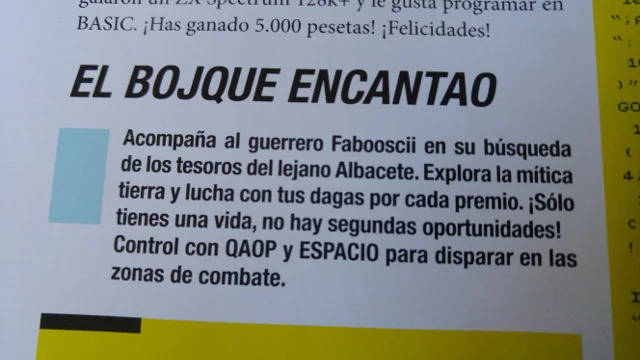 galaron un ZX Spectrum 128k+ y le gusta programar en
BASIC. ¡Has ganado 5.000 pesetas! ¡Felicidades!
EL BOJQUE ENCANTAO
Acompaña al guerrero Fabooscii en su búsqueda
de los tesoros del lejano Albacete. Explora la mítica
tierra y lucha con tus dagas por cada premio. ¡Sólo
tienes una vida, no hay segundas oportunidades!
Control con QAOP y ESPACIO para disparar en las
zonas de combate.